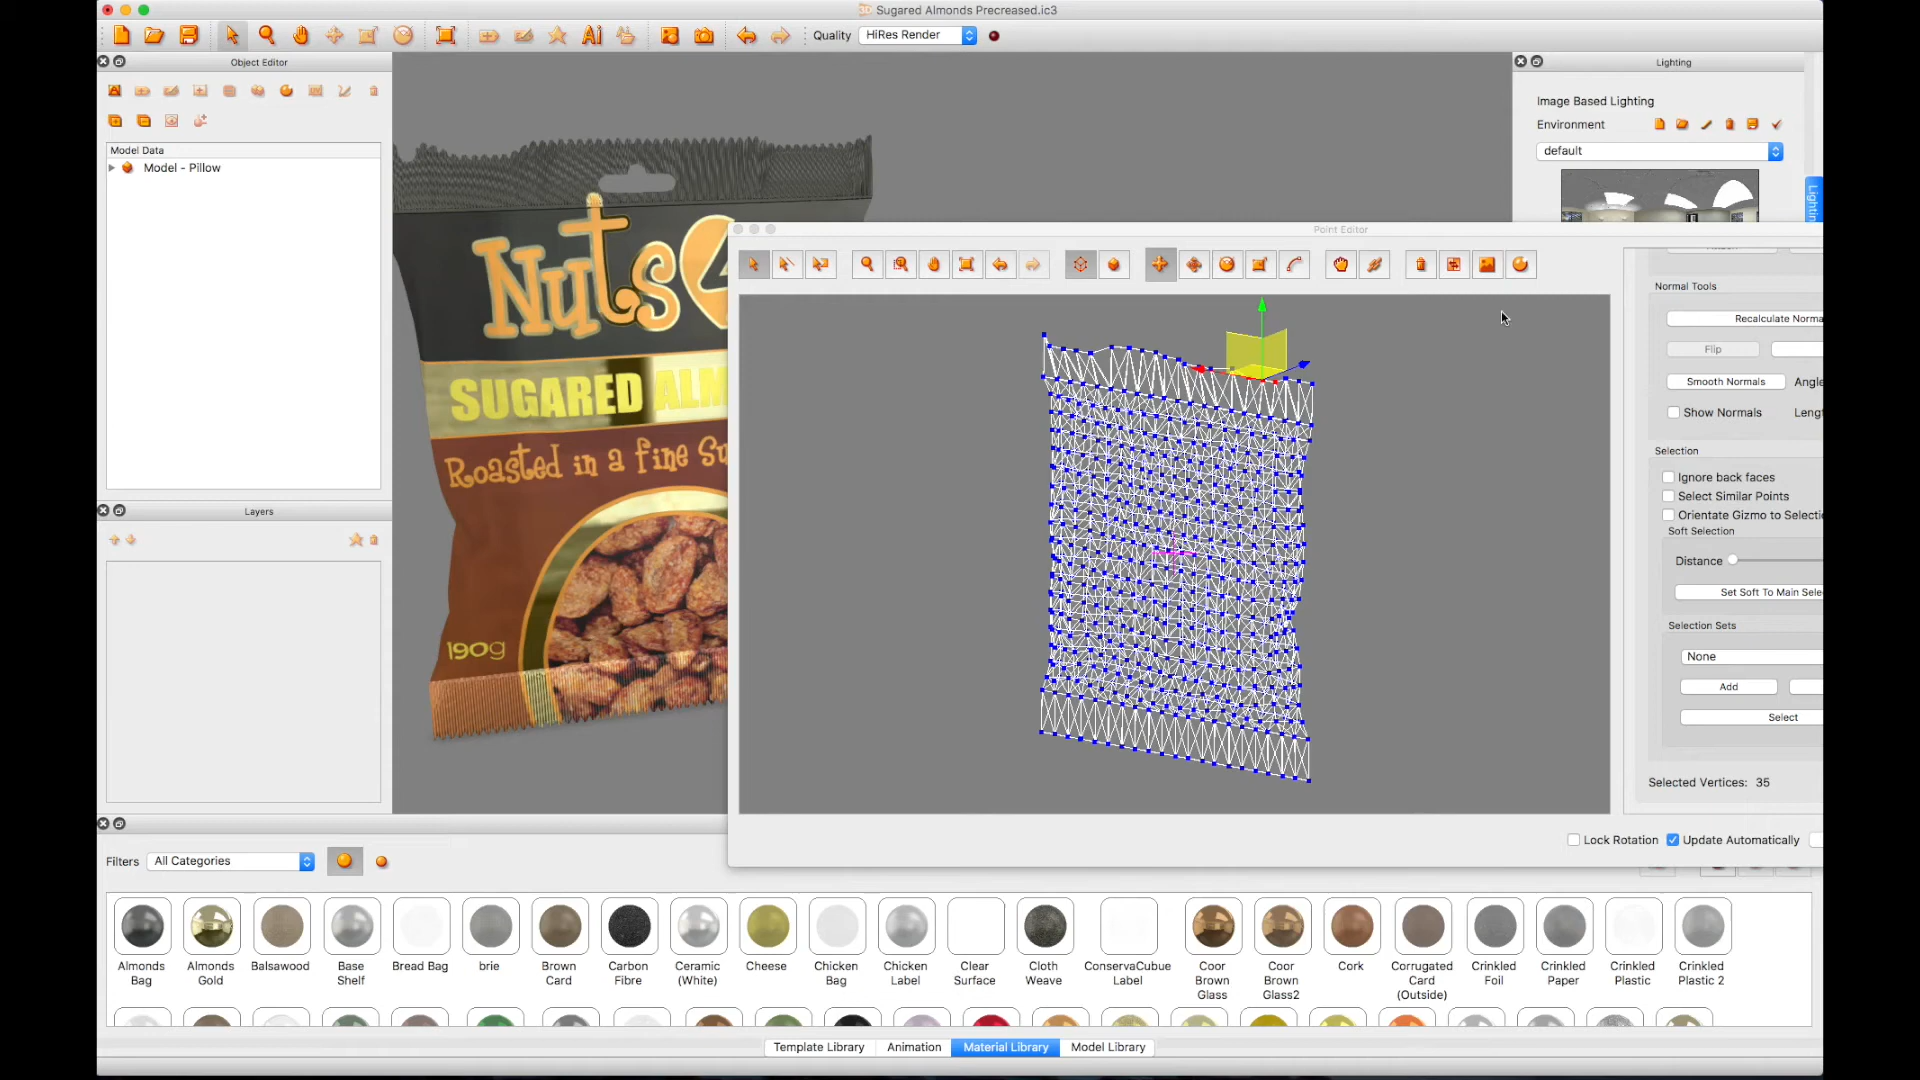 Sugared Almonds Precreased.ic3
Quality HiRes Render
Object Editor
Model Data
Model - Pillow
Layers
Nuts
SUGARED ALM
Roasted in a fine Su
190g
Lighting
Image Based Lighting
Environment
default
Lighting
Point Editor
Normal Tools
Recalculate Norma
Flip
Smooth Normals Angle
Show Normals Leng
Selection
Ignore back faces
Select Similar Points
Orientate Gizmo to Selecti
Soft Selection
Distance
Set Soft To Main Sele
Selection Sets
None
Add
Select
Selected Vertices: 35
Lock Rotation Update Automatically
Filters All Categories
Almonds Bag
Almonds Gold
Balsawood
Base Shelf
Bread Bag
brie
Brown Card
Carbon Fibre
Ceramic (White)
Cheese
Chicken Bag
Chicken Label
Clear Surface
Cloth Weave
ConservaCubue Label
Coor Brown Glass
Coor Brown Glass2
Cork
Corrugated Card (Outside)
Crinkled Foil
Crinkled Paper
Crinkled Plastic
Crinkled Plastic 2
Template Library Animation Material Library Model Library